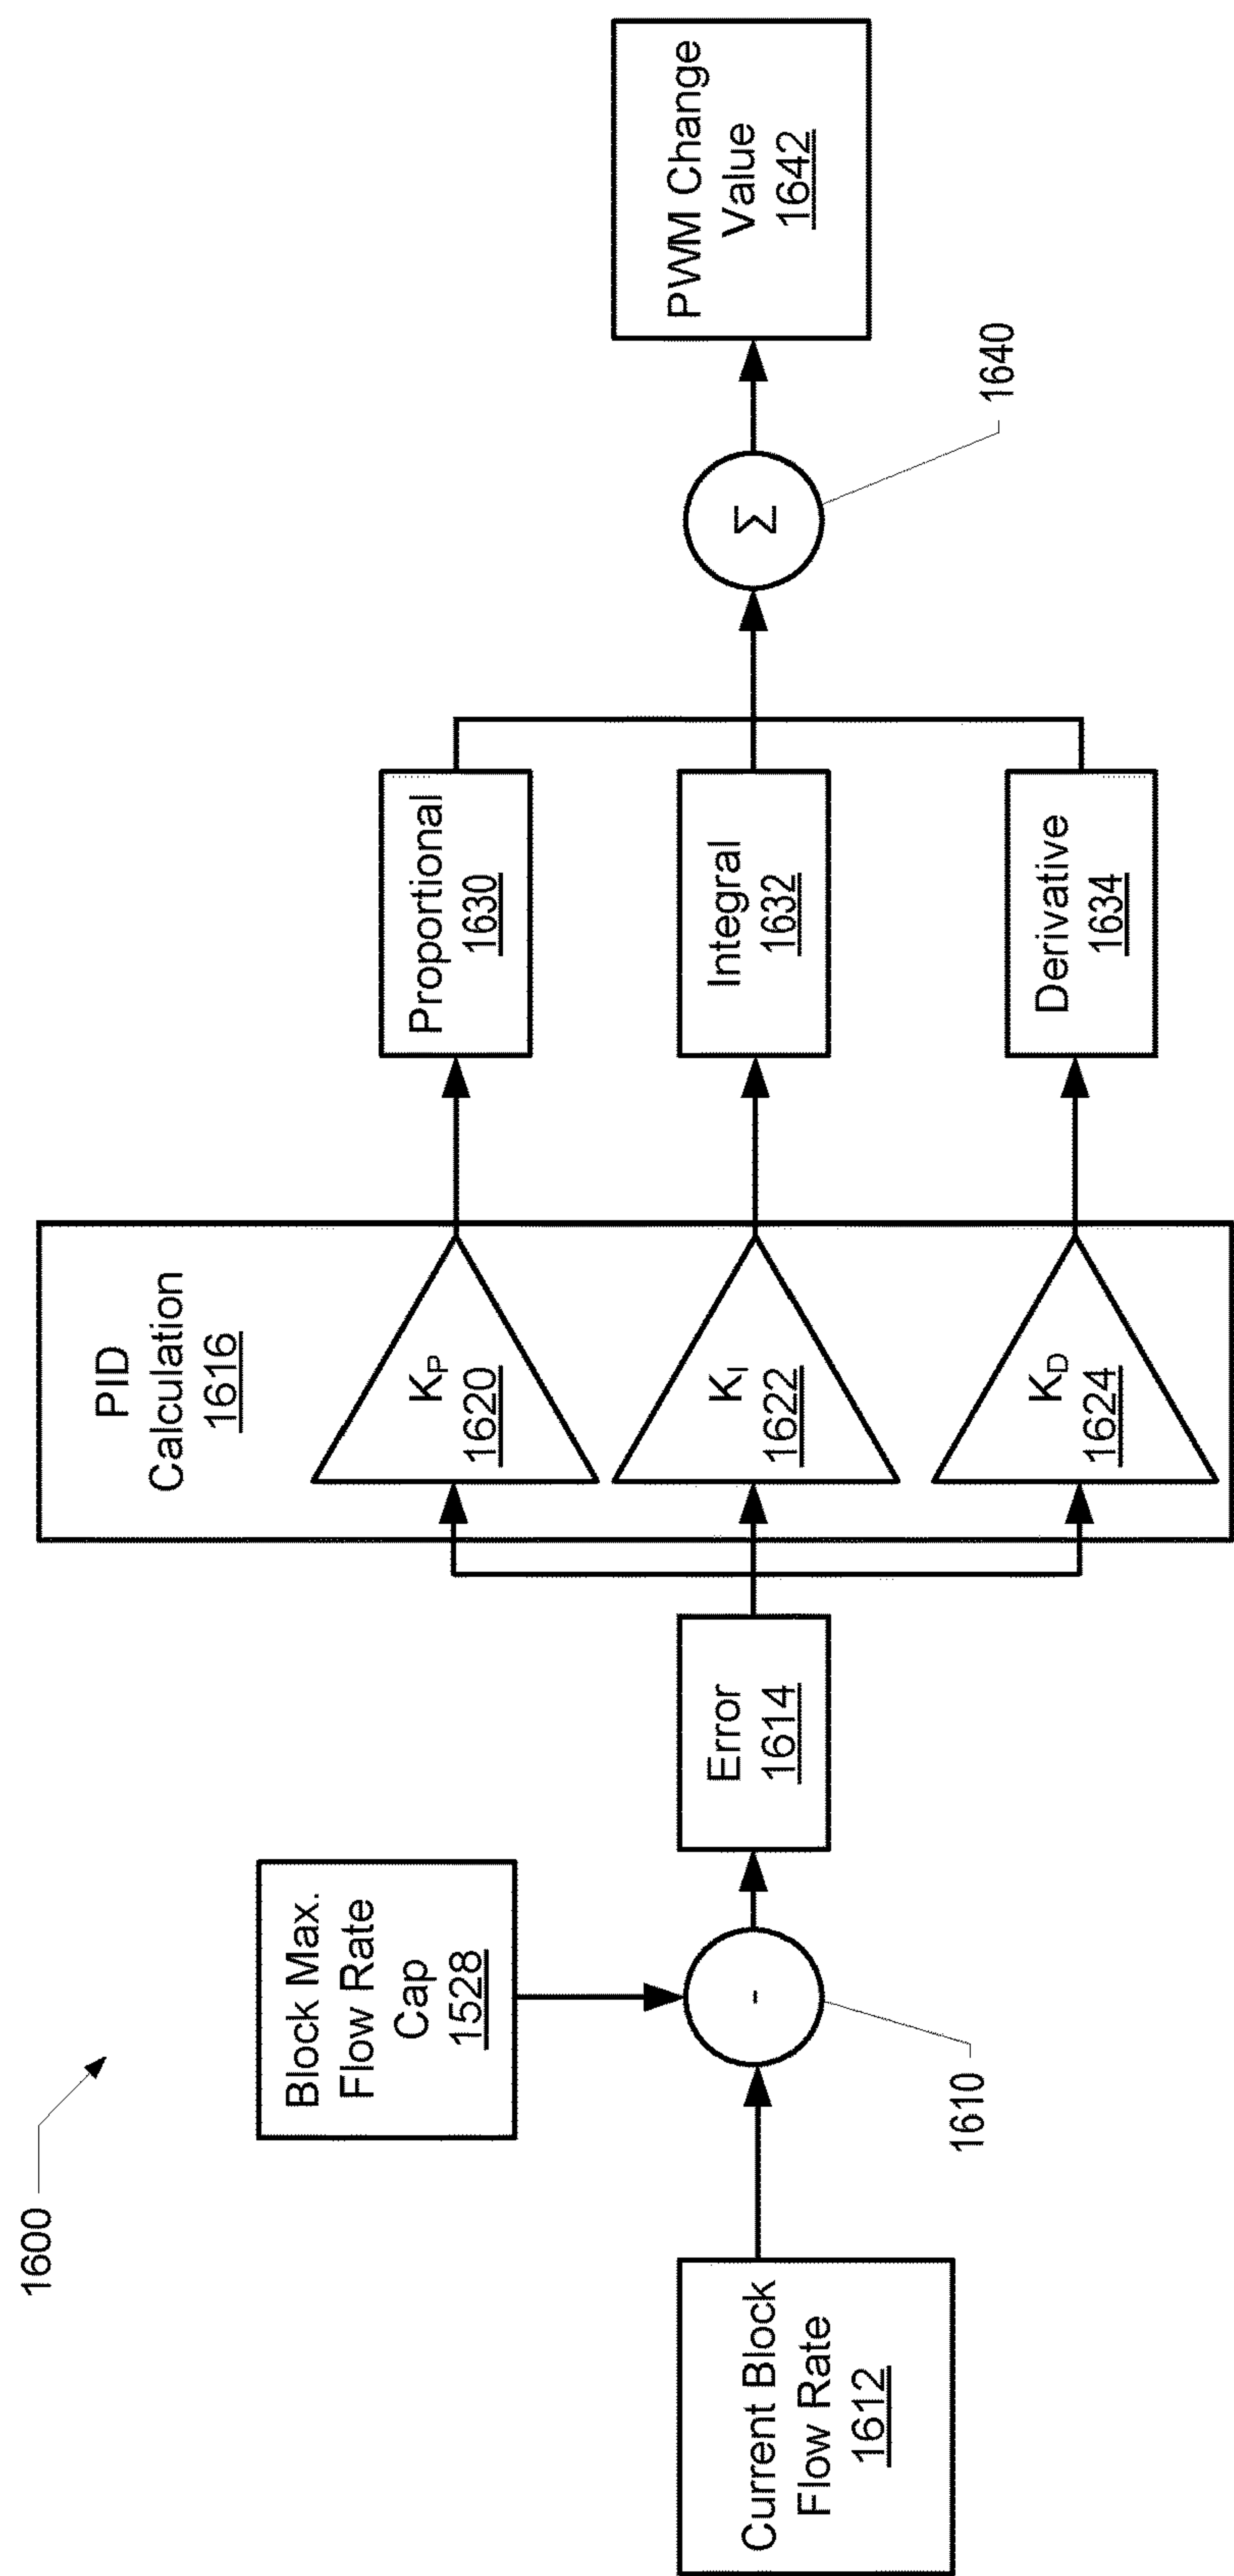 1600
Block Max.
Flow Rate
Cap
1528
Current Block
Flow Rate
1612
-
1610
Error
1614
PID
Calculation
1616
KP
1620
KI
1622
KD
1624
Proportional
1630
Integral
1632
Derivative
1634
Σ
1640
PWM Change
Value
1642